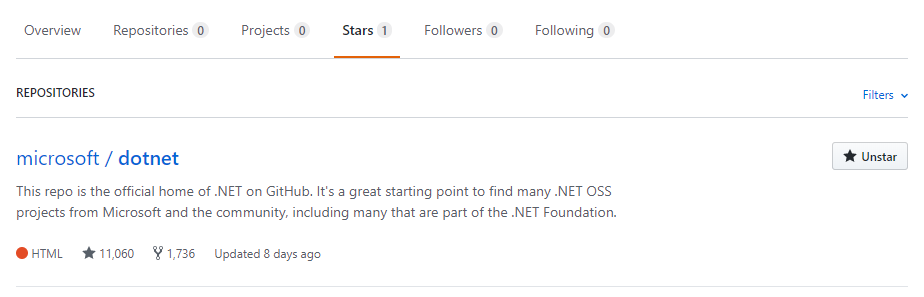 Overview Repositories 0 Projects 0 Stars 1 Followers 0 Following 0
REPOSITORIES Filters
microsoft / dotnet Unstar
This repo is the official home of .NET on GitHub. It's a great starting point to find many .NET OSS
projects from Microsoft and the community, including many that are part of the .NET Foundation.
HTML 11,060 1,736 Updated 8 days ago